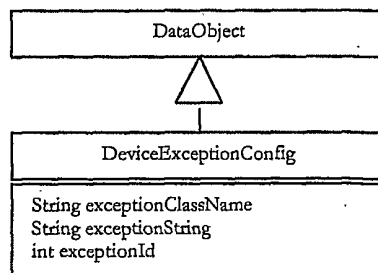 DataObject
DeviceExceptionConfig
String exceptionClassName
String exceptionString
int exceptionId